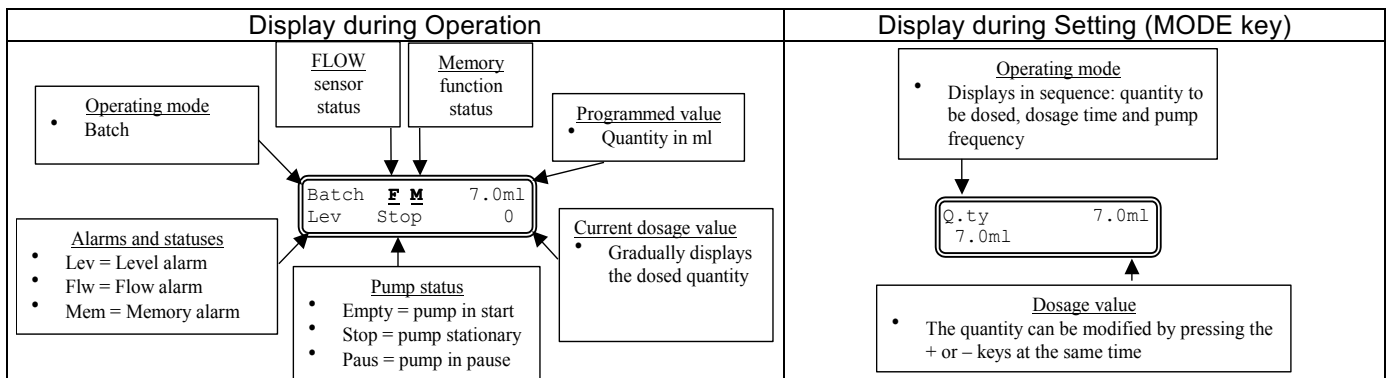 Display during Operation
Display during Setting (MODE key)
FLOW
sensor
status
Memory
function
status
Operating mode
• Batch
Programmed value
• Quantity in ml
Batch F M 7.0ml
Lev Stop 0
Alarms and statuses
• Lev = Level alarm
• Flw = Flow alarm
• Mem = Memory alarm
Pump status
• Empty = pump in start
• Stop = pump stationary
• Paus = pump in pause
Current dosage value
• Gradually displays
the dosed quantity
Operating mode
• Displays in sequence: quantity to
be dosed, dosage time and pump
frequency
Q.ty 7.0ml
7.0ml
Dosage value
• The quantity can be modified by pressing the
+ or – keys at the same time